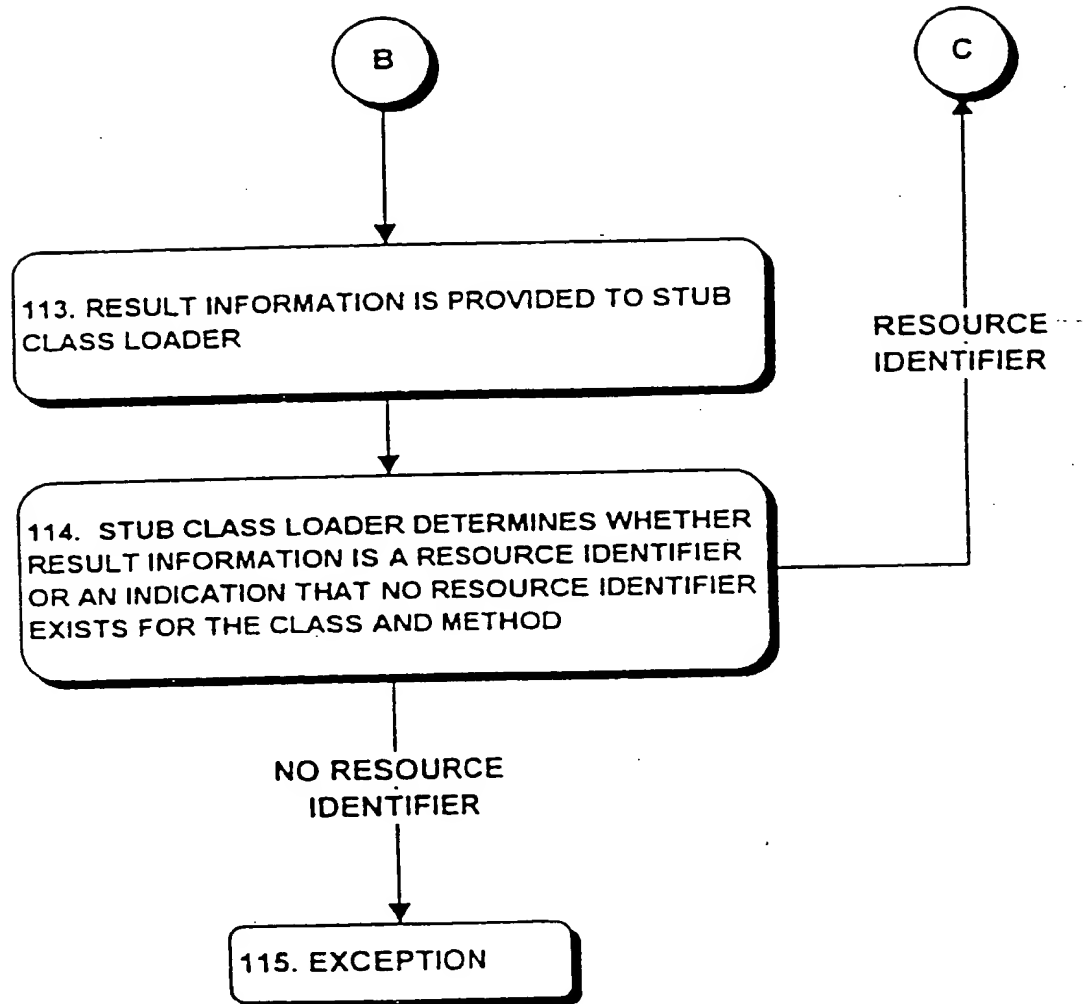 B
C
113. RESULT INFORMATION IS PROVIDED TO STUB
CLASS LOADER
RESOURCE
IDENTIFIER
114. STUB CLASS LOADER DETERMINES WHETHER
RESULT INFORMATION IS A RESOURCE IDENTIFIER
OR AN INDICATION THAT NO RESOURCE IDENTIFIER
EXISTS FOR THE CLASS AND METHOD
NO RESOURCE
IDENTIFIER
115. EXCEPTION